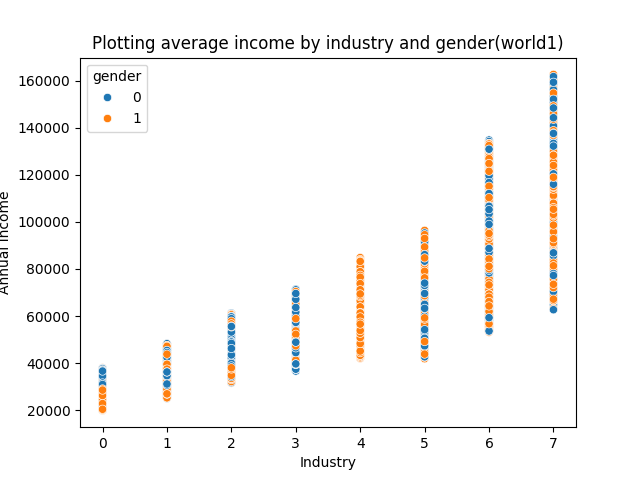 Plotting average income by industry and gender(world1)
gender
0
1
160000
140000
120000
100000
80000
60000
40000
20000
Annual income
0 1 2 3 4 5 6 7
Industry